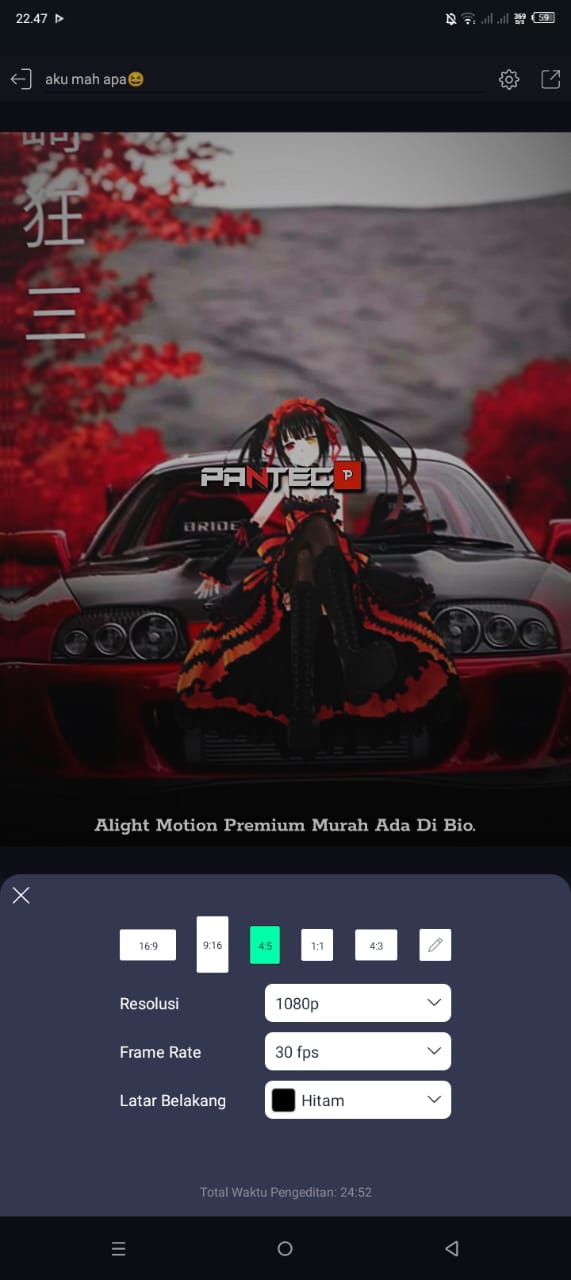 22.47
369
B/S
59
aku mah apa😆
狂
三
BRIDE
PANTEGO
Alight Motion Premium Murah Ada Di Bio.
16:9
9:16
4:5
1:1
4:3
Resolusi
1080p
Frame Rate
30 fps
Latar Belakang
Hitam
Total Waktu Pengeditan: 24:52